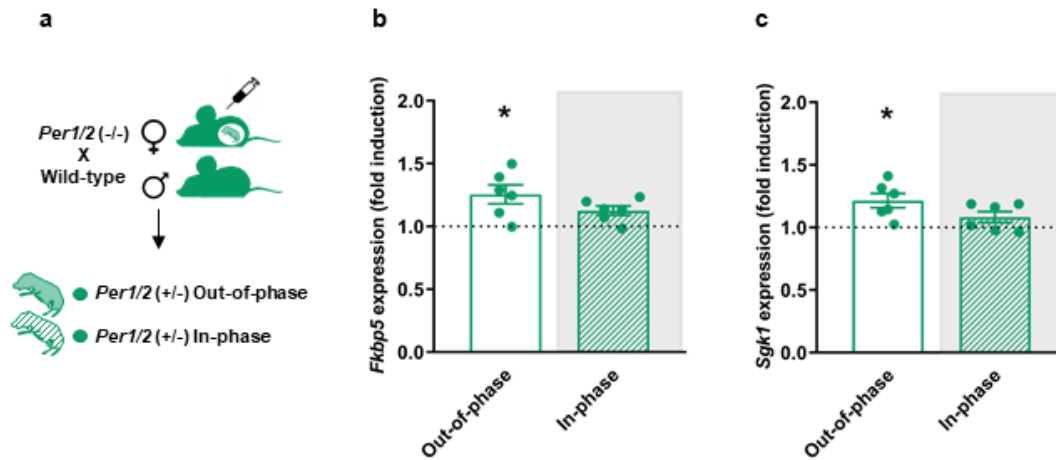 a
Per1/2 (-/-)
X
Wild-type
♀
♂
Per1/2 (+/-) Out-of-phase
Per1/2 (+/-) In-phase
b
Fkbp5 expression (fold induction)
2.0
1.5
1.0
0.5
0.0
*
Out-of-phase
In-phase
c
Sgk1 expression (fold induction)
2.0
1.5
1.0
0.5
0.0
*
Out-of-phase
In-phase